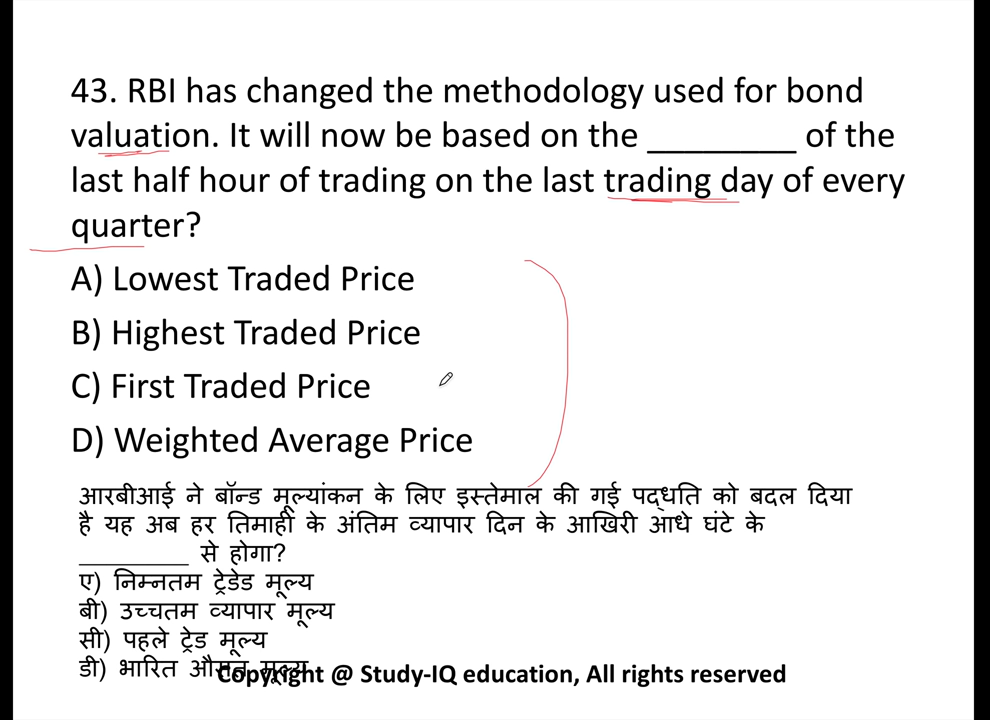 43. RBI has changed the methodology used for bond
valuation. It will now be based on the ________ of the
last half hour of trading on the last trading day of every
quarter?
A) Lowest Traded Price
B) Highest Traded Price
C) First Traded Price
D) Weighted Average Price
आरबीआई ने बॉन्ड मूल्यांकन के लिए इस्तेमाल की गई पद्धति को बदल दिया
है यह अब हर तिमाही के अंतिम व्यापार दिन के आखिरी आधे घंटे के
_________ से होगा?
ए) निम्नतम ट्रेडेड मूल्य
बी) उच्चतम व्यापार मूल्य
सी) पहले ट्रेड मूल्य
डी) भारित औसत मूल्य
Copyright @ Study-IQ education, All rights reserved